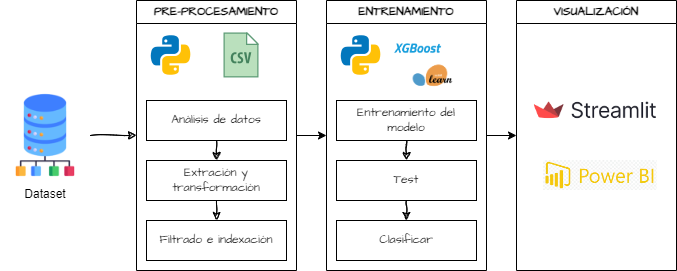 PRE-PROCESAMIENTO
CSV
Análisis de datos
Extración y
transformación
Filtrado e indexación
Dataset
ENTRENAMIENTO
XGBoost
learn
Entrenamiento del
modelo
Test
Clasificar
VISUALIZACIÓN
Streamlit
Power BI